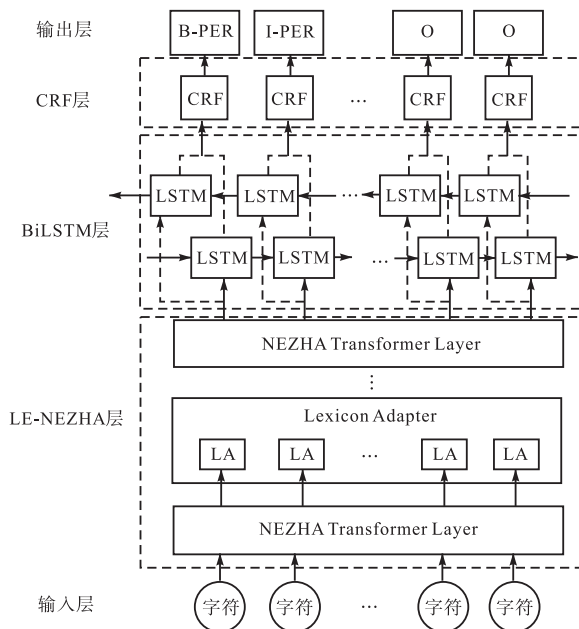 输出层 B-PER I-PER O O
CRF层 CRF CRF ... CRF CRF
LSTM LSTM ... LSTM LSTM
BiLSTM层
LSTM LSTM ... LSTM LSTM
NEZHA Transformer Layer
⋮
LE-NEZHA层
Lexicon Adapter
LA LA ... LA LA
NEZHA Transformer Layer
输入层 字符 字符 ... 字符 字符